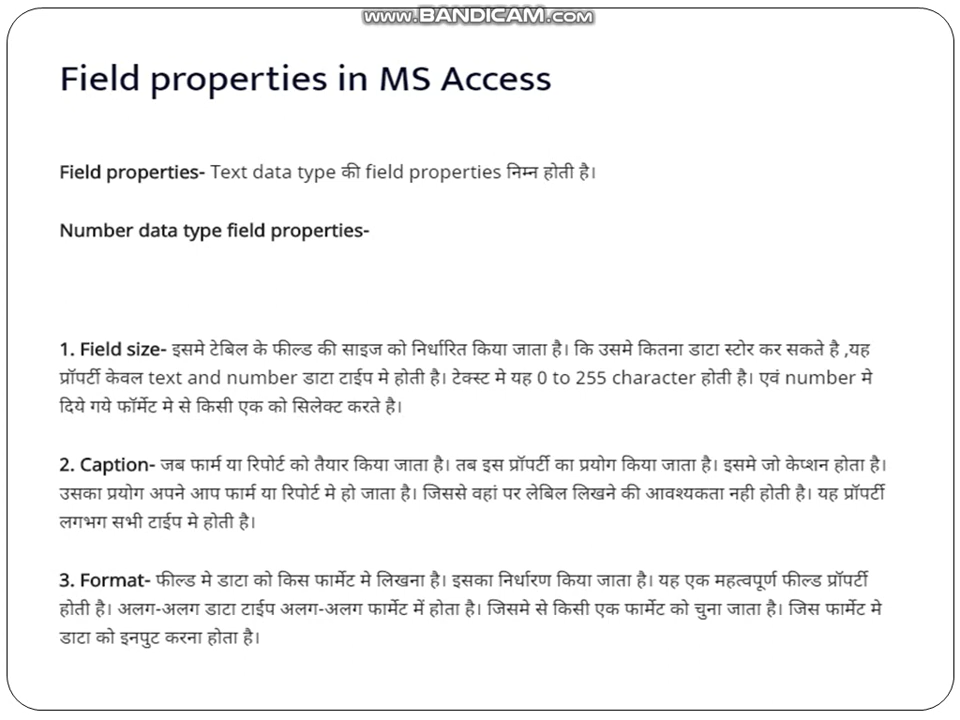 www.BANDICAM.com
Field properties in MS Access
Field properties- Text data type की field properties निम्न होती है।
Number data type field properties-
1. Field size- इसमे टेबिल के फील्ड की साइज को निर्धारित किया जाता है। कि उसमे कितना डाटा स्टोर कर सकते है ,यह
प्रॉपर्टी केवल text and number डाटा टाईप मे होती है। टेक्स्ट मे यह 0 to 255 character होती है। एवं number मे
दिये गये फॉर्मेट मे से किसी एक को सिलेक्ट करते है।
2. Caption- जब फार्म या रिपोर्ट को तैयार किया जाता है। तब इस प्रॉपर्टी का प्रयोग किया जाता है। इसमे जो केप्शन होता है।
उसका प्रयोग अपने आप फार्म या रिपोर्ट मे हो जाता है। जिससे वहां पर लेबिल लिखने की आवश्यकता नही होती है। यह प्रॉपर्टी
लगभग सभी टाईप मे होती है।
3. Format- फील्ड मे डाटा को किस फार्मेट मे लिखना है। इसका निर्धारण किया जाता है। यह एक महत्वपूर्ण फील्ड प्रॉपर्टी
होती है। अलग-अलग डाटा टाईप अलग-अलग फार्मेट में होता है। जिसमे से किसी एक फार्मेट को चुना जाता है। जिस फार्मेट मे
डाटा को इनपुट करना होता है।